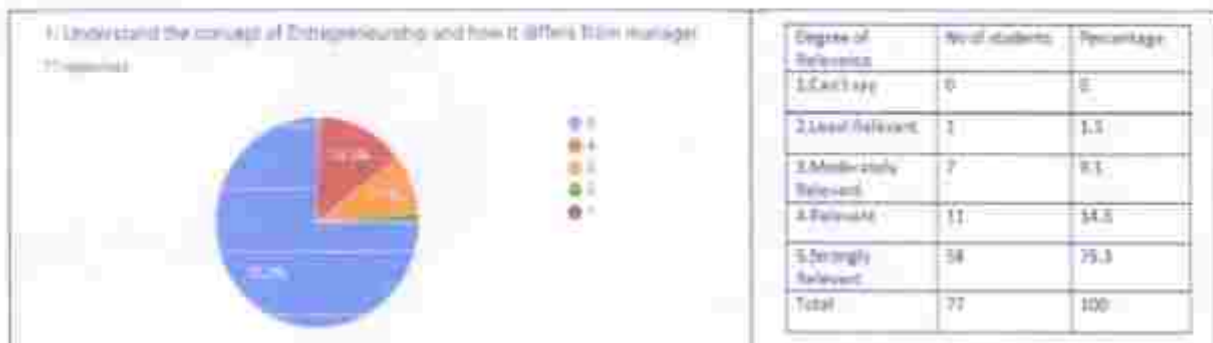 1. Understand the concept of Entrepreneurship and how it differs from manager
77 responses
5
4
3
2
1
Degree of Relevance No of students Percentage
1.Can't say 0 0
2.Least Relevant 1 1.3
3.Moderately Relevant 7 9.1
4.Relevant 11 14.3
5.Strongly Relevant 58 75.3
Total 77 100